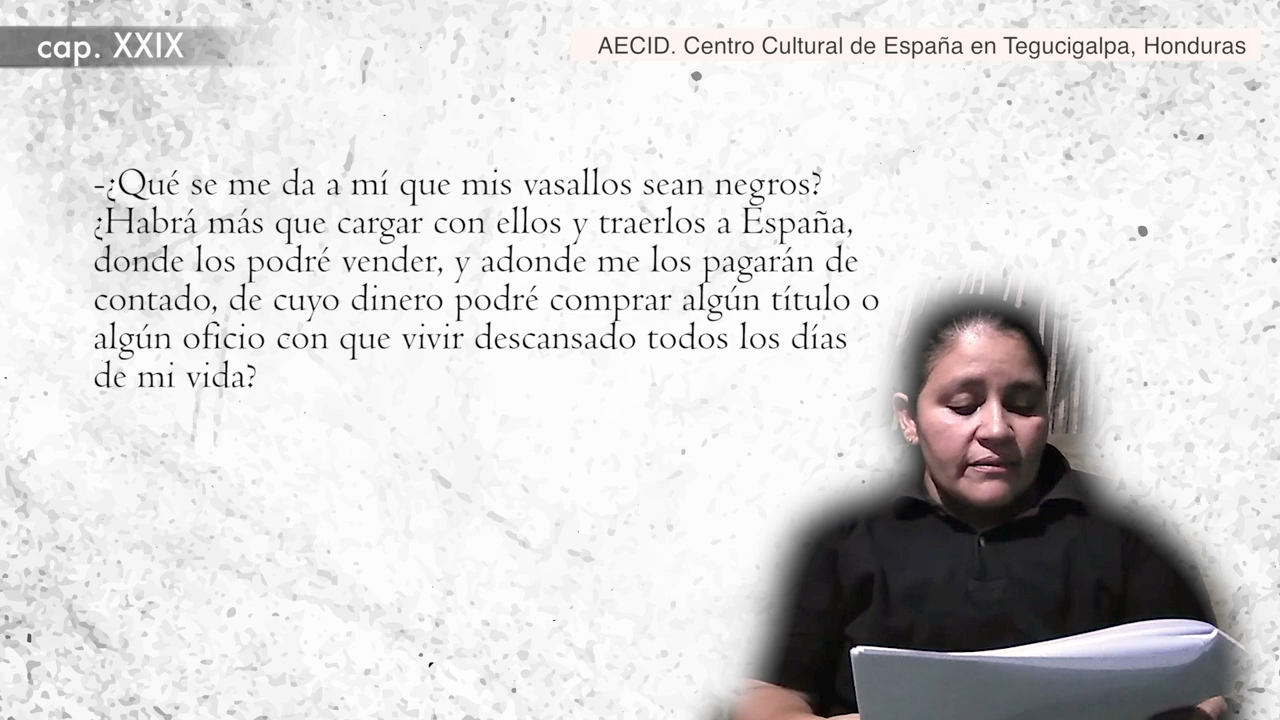 cap. XXIX
AECID. Centro Cultural de España en Tegucigalpa, Honduras
-¿Qué se me da a mí que mis vasallos sean negros?
¿Habrá más que cargar con ellos y traerlos a España,
donde los podré vender, y adonde me los pagarán de
contado, de cuyo dinero podré comprar algún título o
algún oficio con que vivir descansado todos los días
de mi vida?